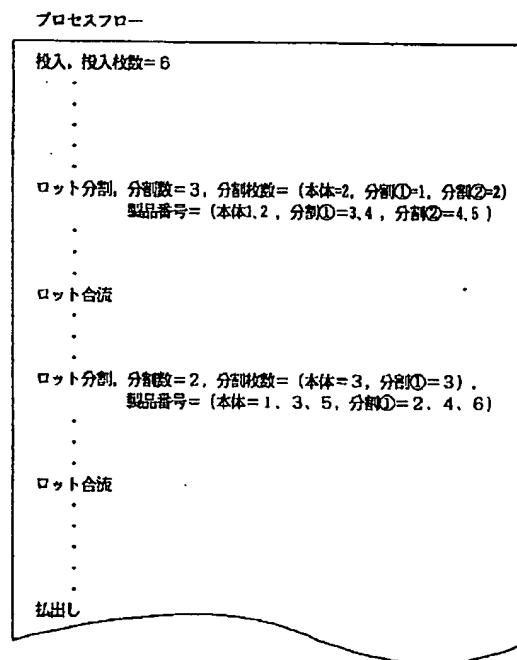 プロセスフロー
投入, 投入枚数=6
ロット分割, 分割数=3, 分割枚数= (本体=2, 分割①=1, 分割②=2)
製品番号= (本体1,2 , 分割①=3,4 , 分割②=4,5 )
ロット合流
ロット分割, 分割数=2, 分割枚数= (本体=3, 分割①=3) .
製品番号= (本体=1、3、5, 分割①=2、4、6)
ロット合流
払出し